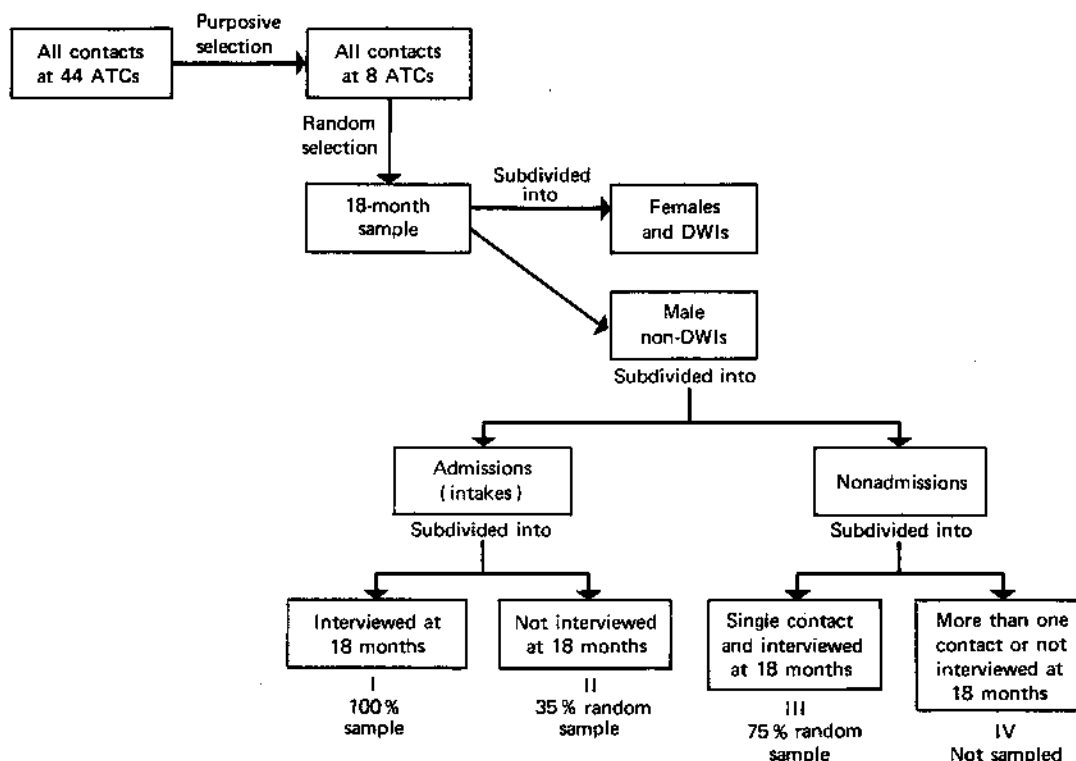 Purposive
selection
All contacts
at 44 ATCs
All contacts
at 8 ATCs
Random
selection
Subdivided
into
18-month
sample
Females
and DWIs
Male
non-DWIs
Subdivided into
Admissions
(intakes)
Nonadmissions
Subdivided into
Subdivided into
Interviewed at
18 months
Not interviewed
at 18 months
Single contact
and interviewed
at 18 months
More than one
contact or not
interviewed at
18 months
I
100%
sample
II
35% random
sample
III
75% random
sample
IV
Not sampled